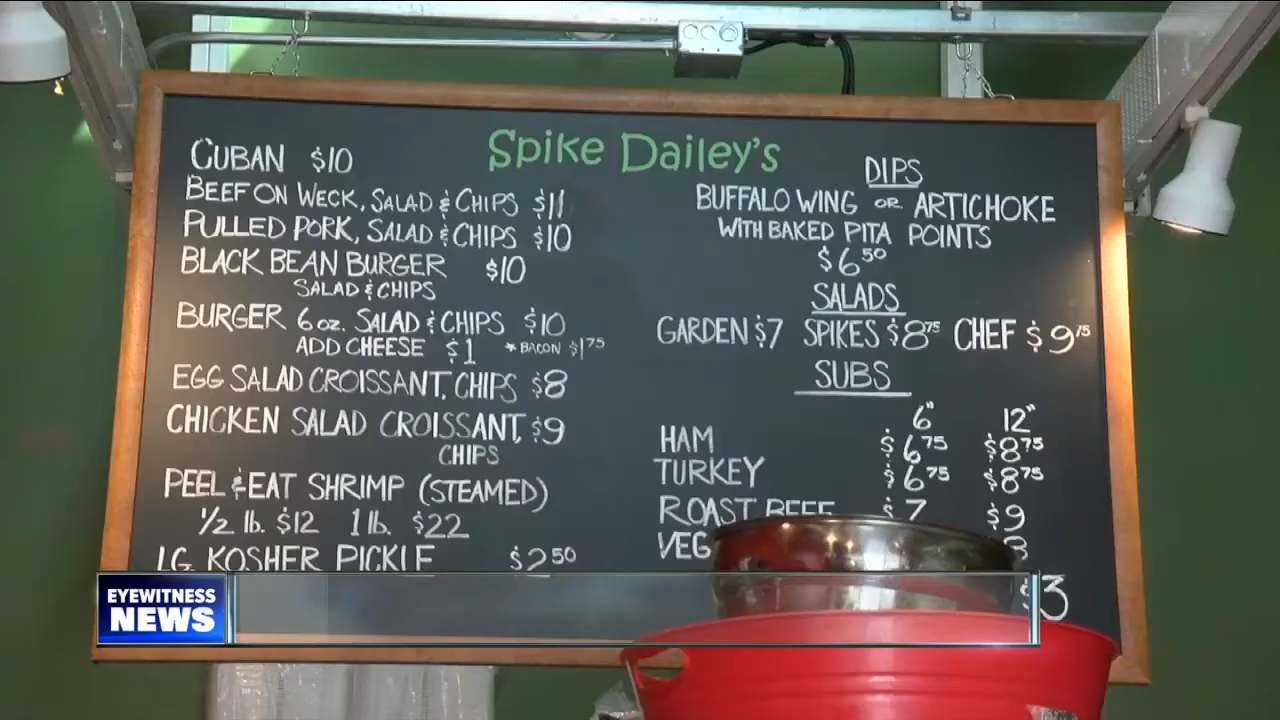 Spike Dailey's
CUBAN $10
BEEF ON WECK, SALAD & CHIPS $11
PULLED PORK, SALAD & CHIPS $10
BLACK BEAN BURGER $10
SALAD & CHIPS
BURGER 6 oz. SALAD & CHIPS $10
ADD CHEESE $1 * BACON $1 75
EGG SALAD CROISSANT, CHIPS $8
CHICKEN SALAD CROISSANT, $9
CHIPS
PEEL & EAT SHRIMP (STEAMED)
1/2 lb. $12 1 lb. $22
LG. KOSHER PICKLE $2 50
DIPS
BUFFALO WING OR ARTICHOKE
WITH BAKED PITA POINTS
$6 50
SALADS
GARDEN $7 SPIKES $8 75 CHEF $9 75
SUBS
6" 12"
HAM $6 75 $8 75
TURKEY $6 75 $8 75
ROAST BEEF $7 $9
VEG
$3
EYEWITNESS
NEWS